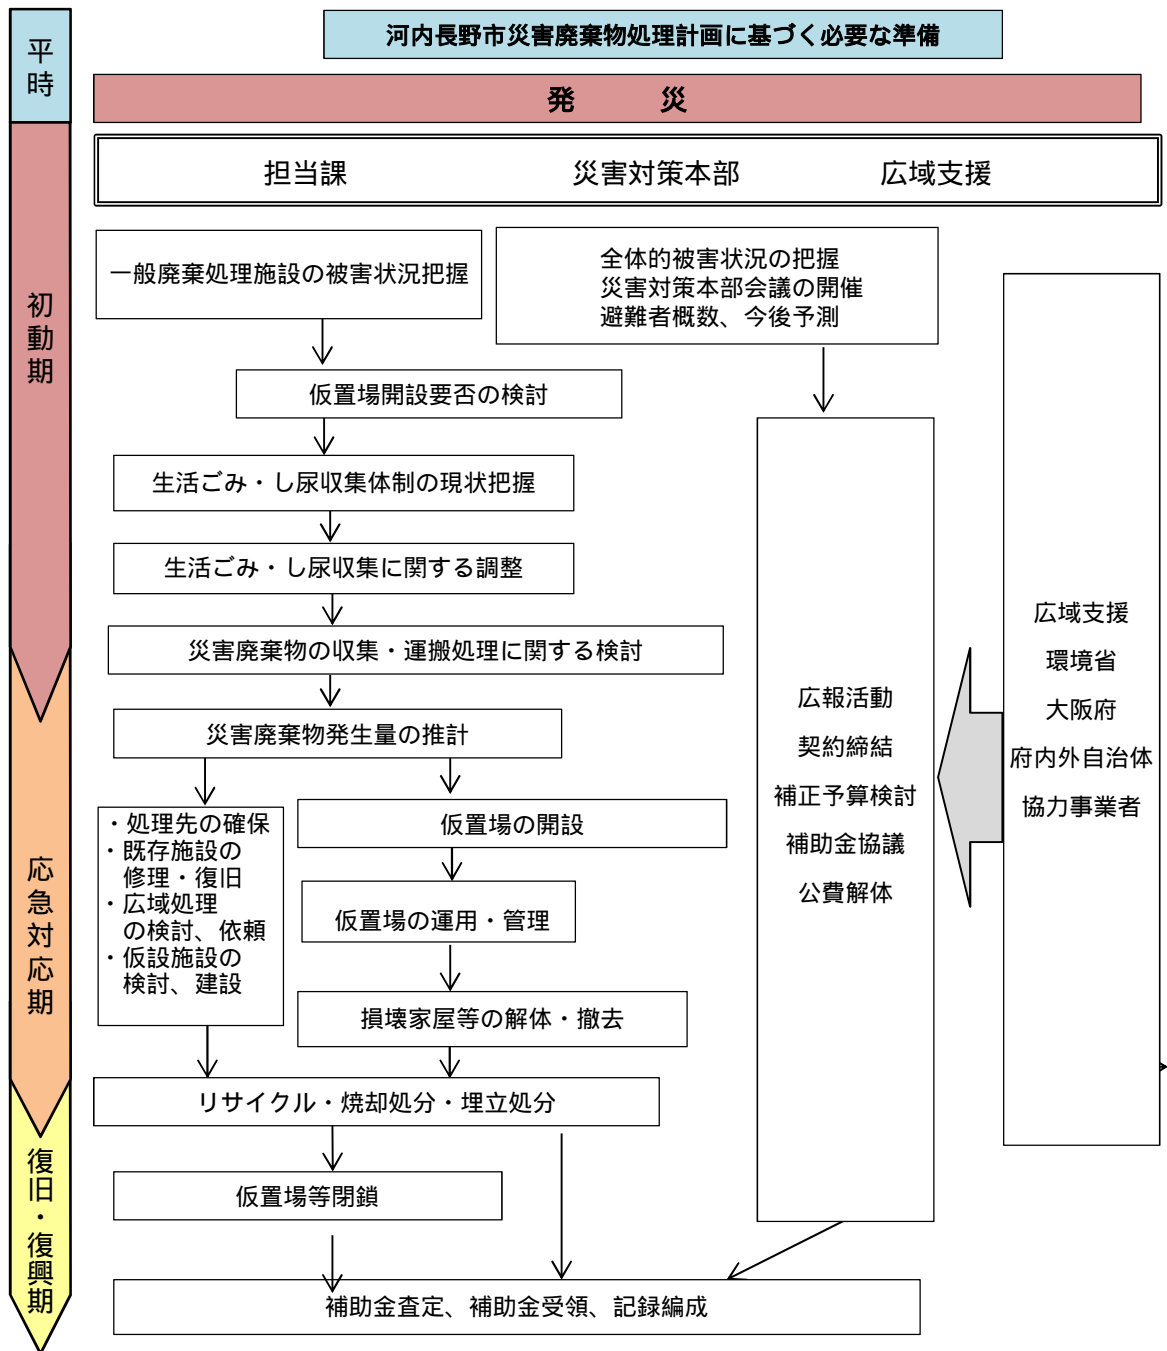 平時
河内長野市災害廃棄物処理計画に基づく必要な準備
発 災
担当課 災害対策本部 広域支援
初動期
一般廃棄処理施設の被害状況把握
全体的被害状況の把握
災害対策本部会議の開催
避難者概数、今後予測
仮置場開設要否の検討
生活ごみ・し尿収集体制の現状把握
生活ごみ・し尿収集に関する調整
災害廃棄物の収集・運搬処理に関する検討
災害廃棄物発生量の推計
応急対応期
・処理先の確保
・既存施設の
修理・復旧
・広域処理
の検討、依頼
・仮設施設の
検討、建設
仮置場の開設
仮置場の運用・管理
損壊家屋等の解体・撤去
広報活動
契約締結
補正予算検討
補助金協議
公費解体
広域支援
環境省
大阪府
府内外自治体
協力事業者
リサイクル・焼却処分・埋立処分
復旧・復興期
仮置場等閉鎖
補助金査定、補助金受領、記録編成